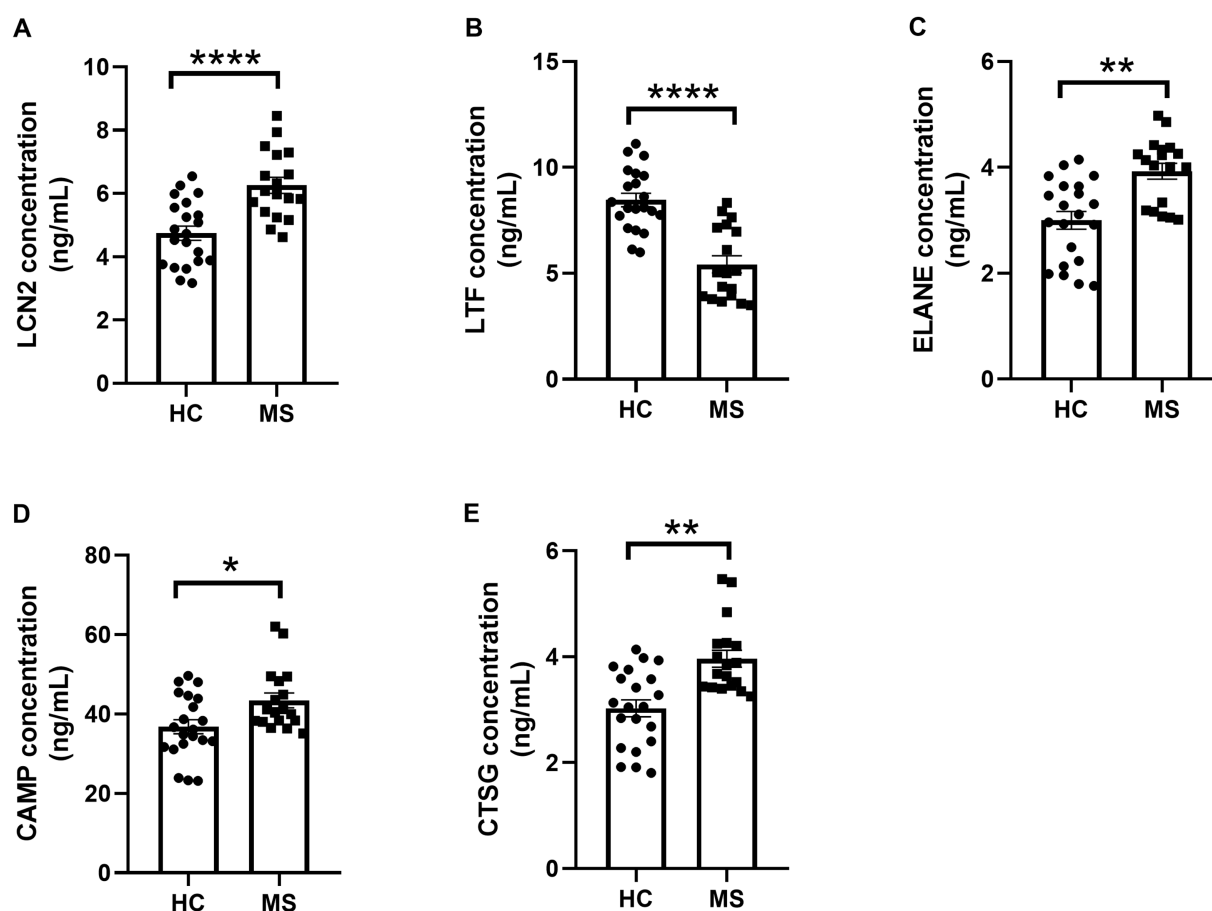 A
LCN2 concentration
(ng/mL)
10
8
6
4
2
0
****
HC
MS
B
LTF concentration
(ng/mL)
15
10
5
0
****
HC
MS
C
ELANE concentration
(ng/mL)
6
4
2
0
**
HC
MS
D
CAMP concentration
(ng/mL)
80
60
40
20
0
*
HC
MS
E
CTSG concentration
(ng/mL)
6
4
2
0
**
HC
MS